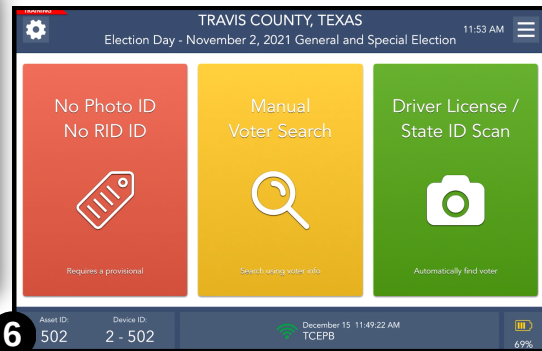 TRAINING
TRAVIS COUNTY, TEXAS
Election Day - November 2, 2021 General and Special Election
11:53 AM
No Photo ID
No RID ID
Requires a provisional
Manual
Voter Search
Search using voter info
Driver License /
State ID Scan
Automatically find voter
6
Asset ID:
502
Device ID:
2 - 502
December 15 11:49:22 AM
TCEPB
69%